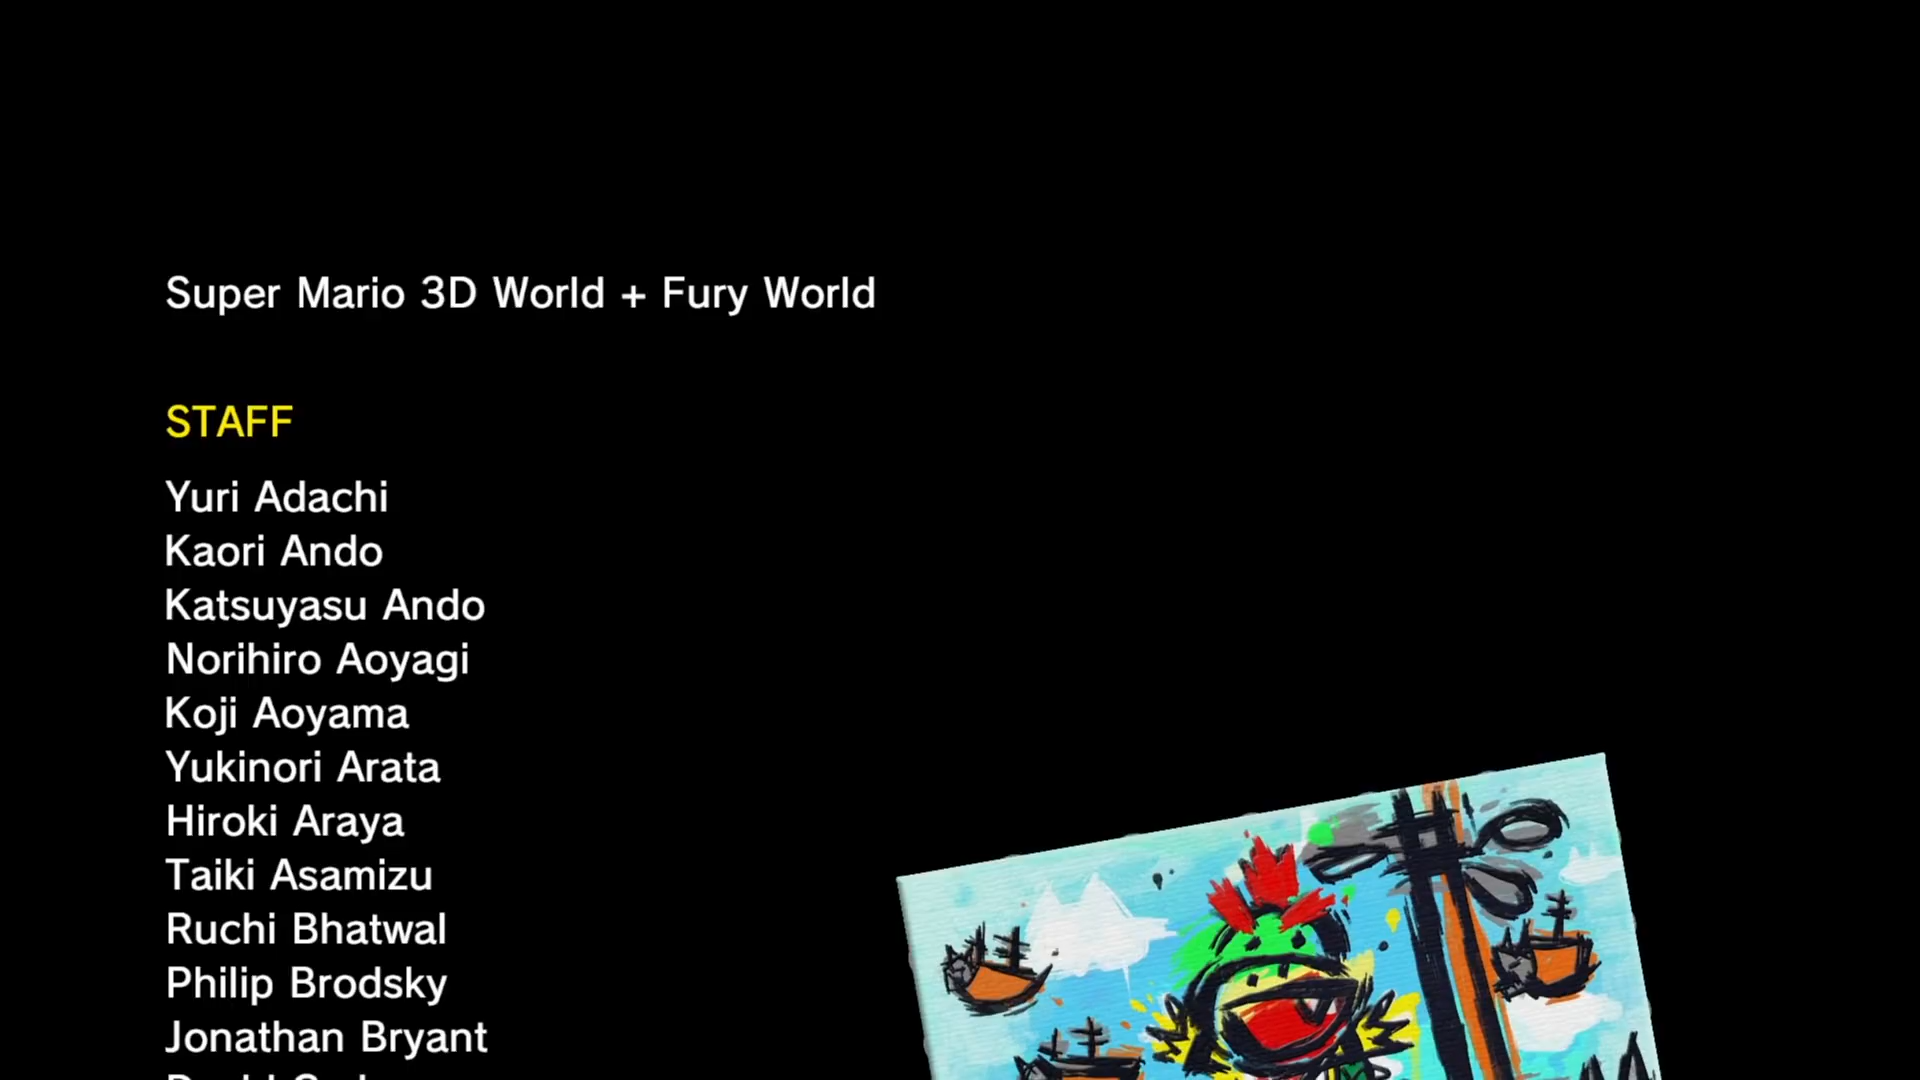 Super Mario 3D World + Fury World
STAFF
Yuri Adachi
Kaori Ando
Katsuyasu Ando
Norihiro Aoyagi
Koji Aoyama
Yukinori Arata
Hiroki Araya
Taiki Asamizu
Ruchi Bhatwal
Philip Brodsky
Jonathan Bryant